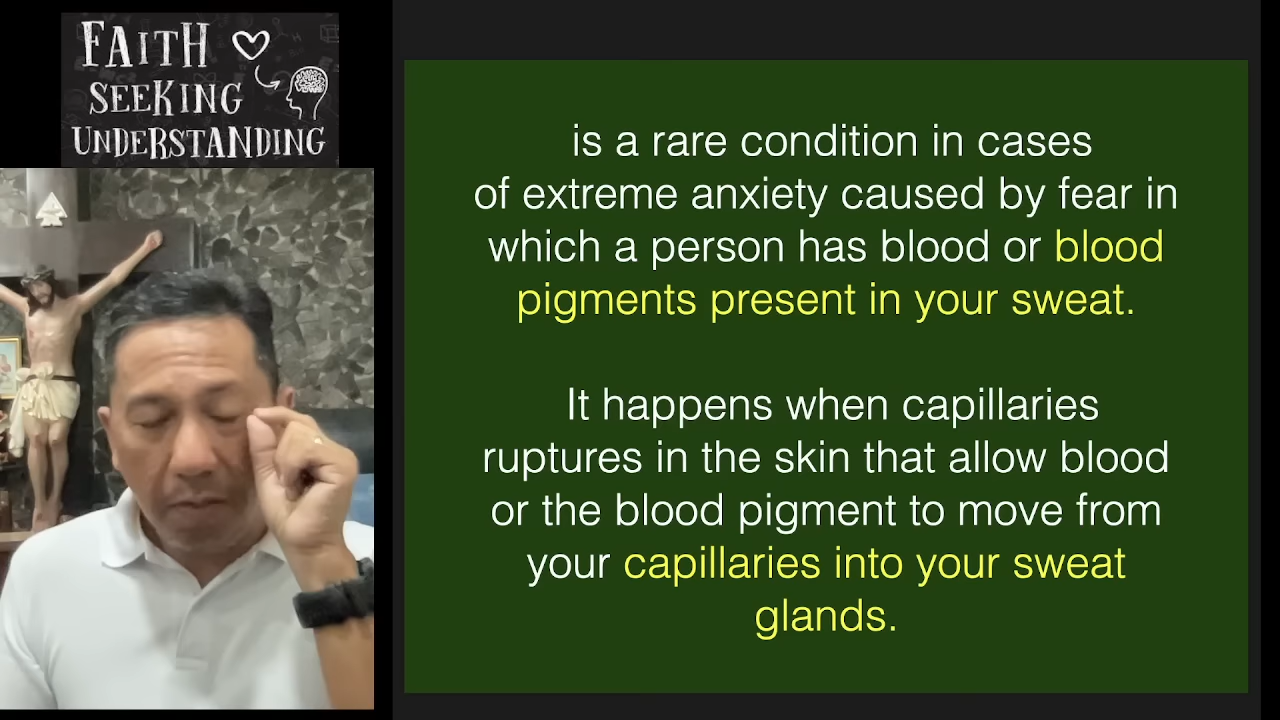 FAITH
SEEKING
UNDERSTANDING
is a rare condition in cases
of extreme anxiety caused by fear in
which a person has blood or blood
pigments present in your sweat.
It happens when capillaries
ruptures in the skin that allow blood
or the blood pigment to move from
your capillaries into your sweat
glands.